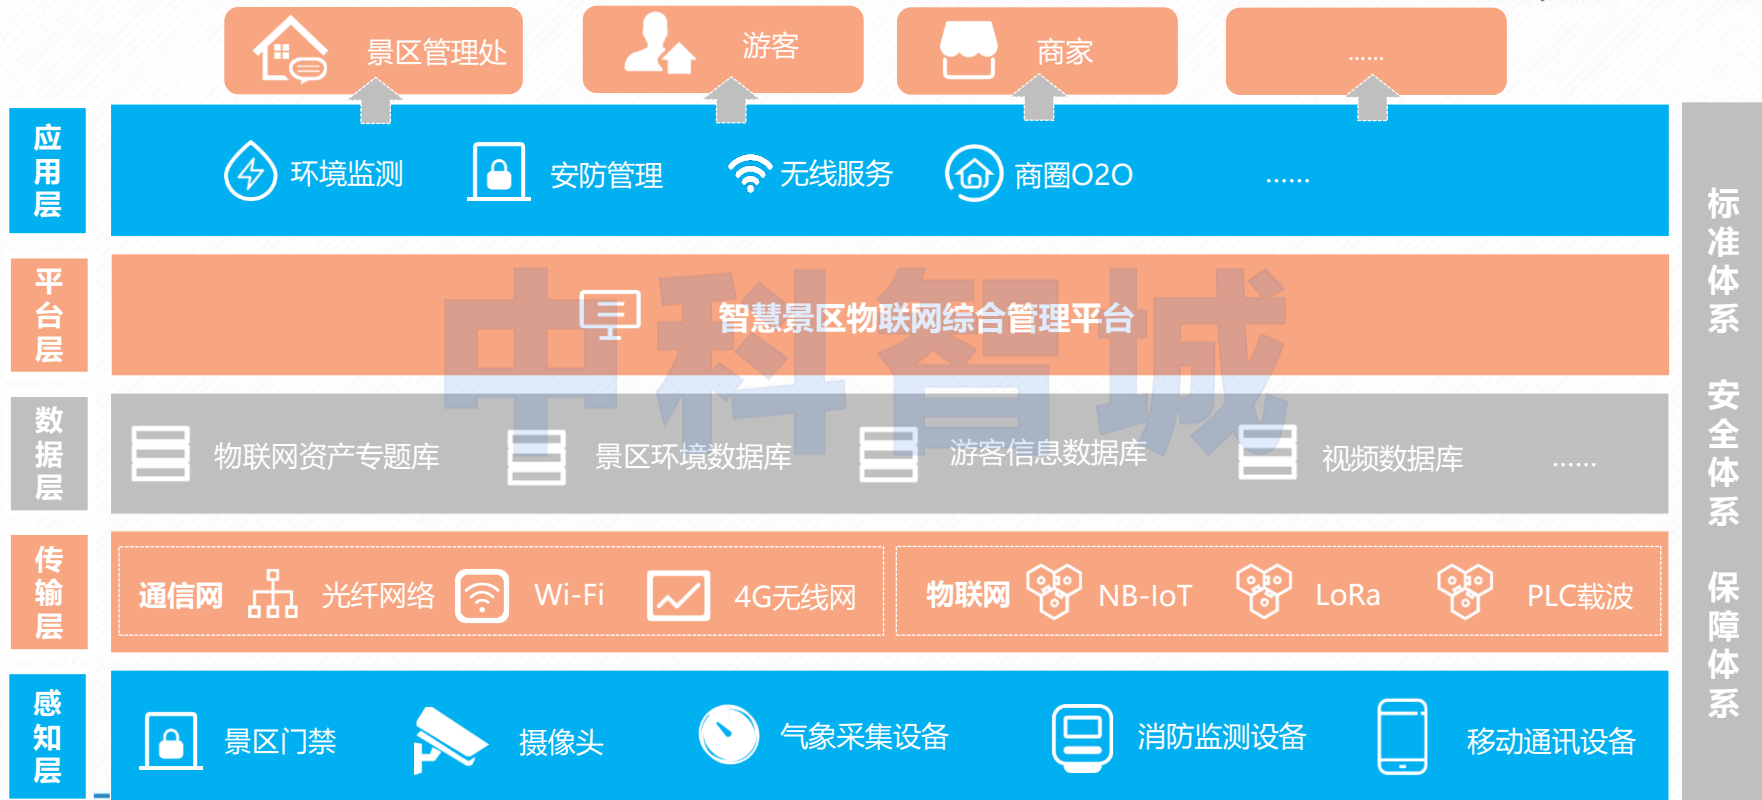 景区管理处
游客
商家
......
应用层
环境监测
安防管理
无线服务
商圈O2O
......
平台层
智慧景区物联网综合管理平台
中科智城
数据层
物联网资产专题库
景区环境数据库
游客信息数据库
视频数据库
......
传输层
通信网
光纤网络
Wi-Fi
4G无线网
物联网
NB-IoT
LoRa
PLC载波
感知层
景区门禁
摄像头
气象采集设备
消防监测设备
移动通讯设备
标准体系
安全体系
保障体系